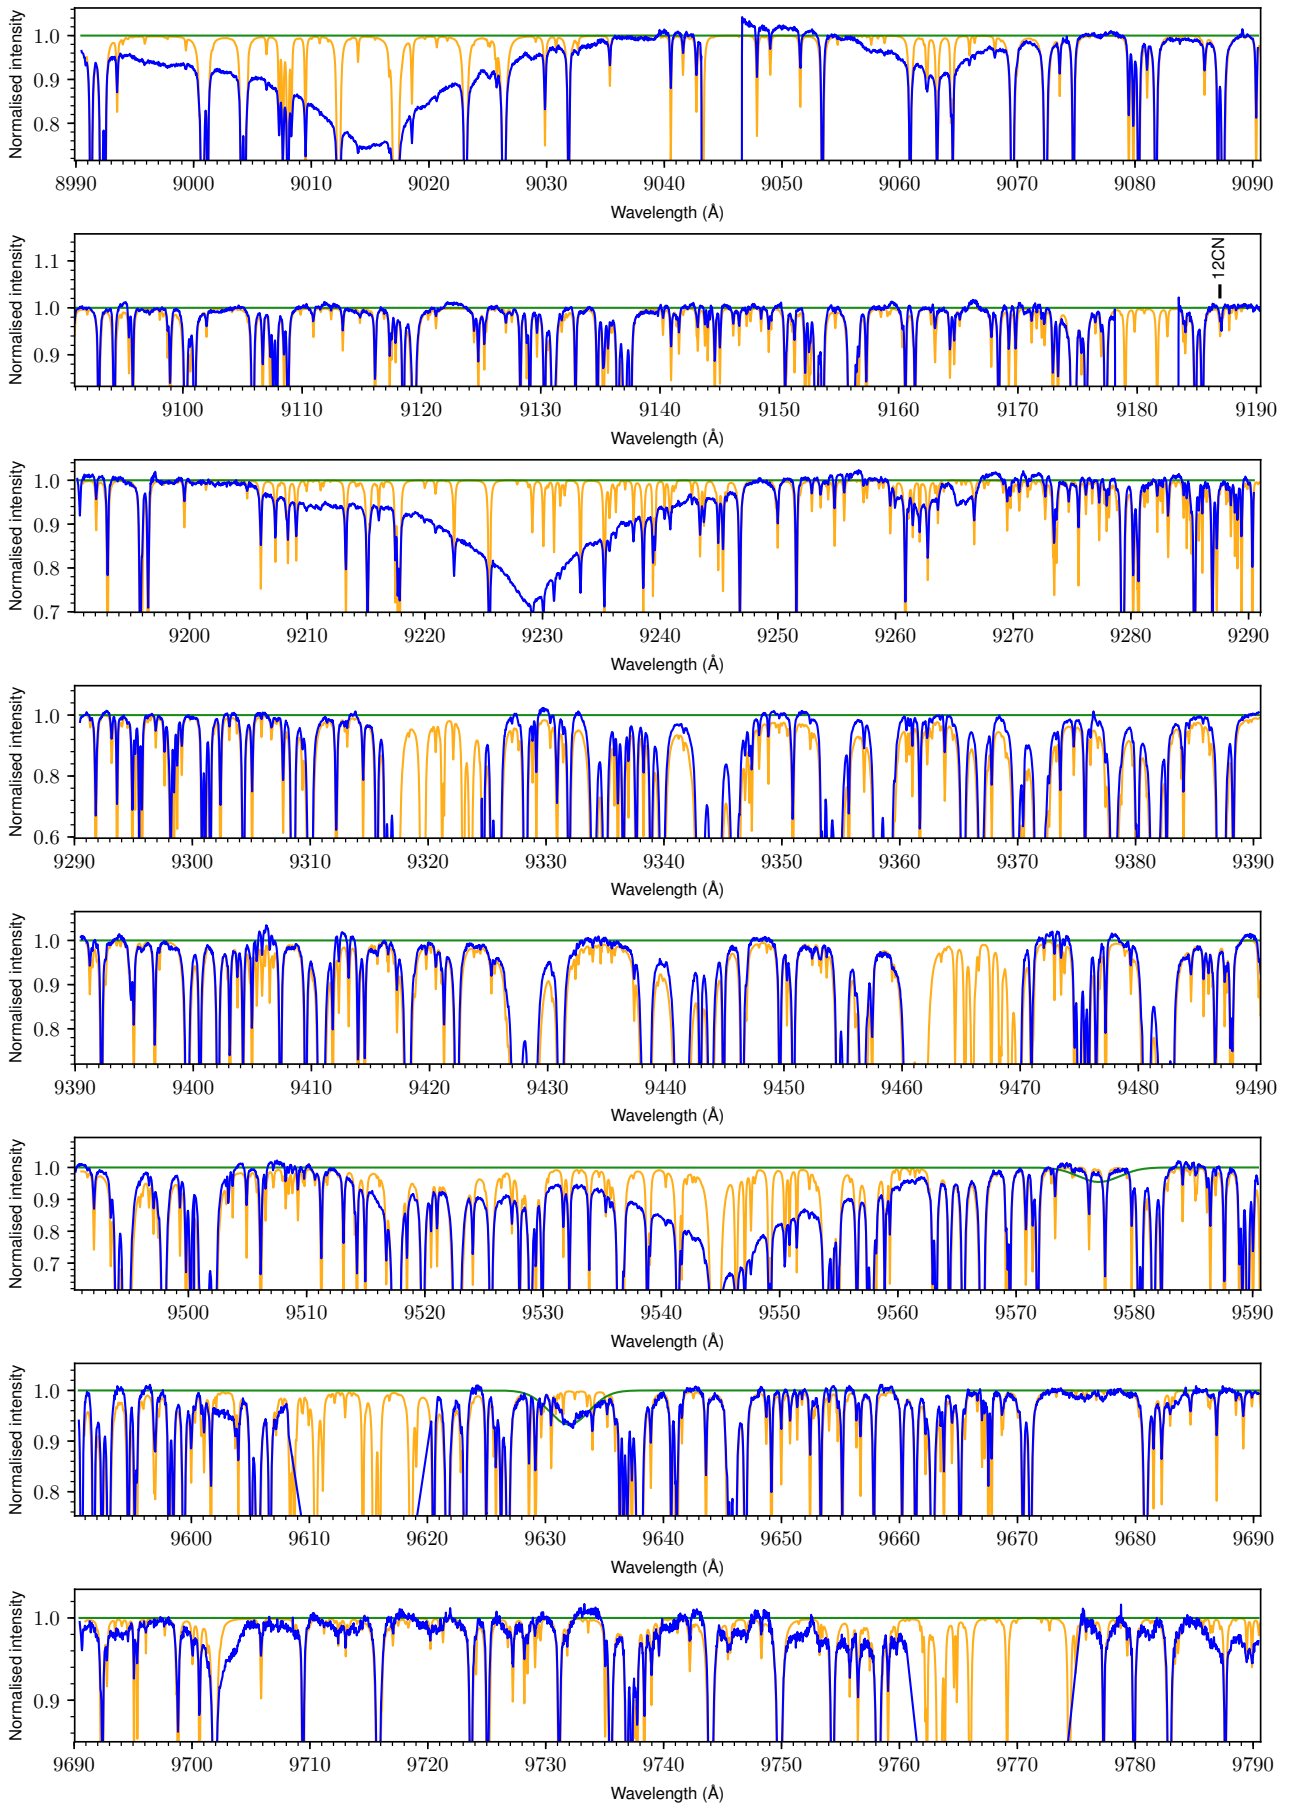 Normalised intensity
1.0
0.9
0.8
8990 9000 9010 9020 9030 9040 9050 9060 9070 9080 9090
Wavelength (Å)
Normalised intensity
1.1
1.0
0.9
12CN
9100 9110 9120 9130 9140 9150 9160 9170 9180 9190
Wavelength (Å)
Normalised intensity
1.0
0.9
0.8
0.7
9200 9210 9220 9230 9240 9250 9260 9270 9280 9290
Wavelength (Å)
Normalised intensity
1.0
0.8
0.6
9290 9300 9310 9320 9330 9340 9350 9360 9370 9380 9390
Wavelength (Å)
Normalised intensity
1.0
0.9
0.8
9390 9400 9410 9420 9430 9440 9450 9460 9470 9480 9490
Wavelength (Å)
Normalised intensity
1.0
0.9
0.8
0.7
9500 9510 9520 9530 9540 9550 9560 9570 9580 9590
Wavelength (Å)
Normalised intensity
1.0
0.9
0.8
9600 9610 9620 9630 9640 9650 9660 9670 9680 9690
Wavelength (Å)
Normalised intensity
1.0
0.9
9690 9700 9710 9720 9730 9740 9750 9760 9770 9780 9790
Wavelength (Å)